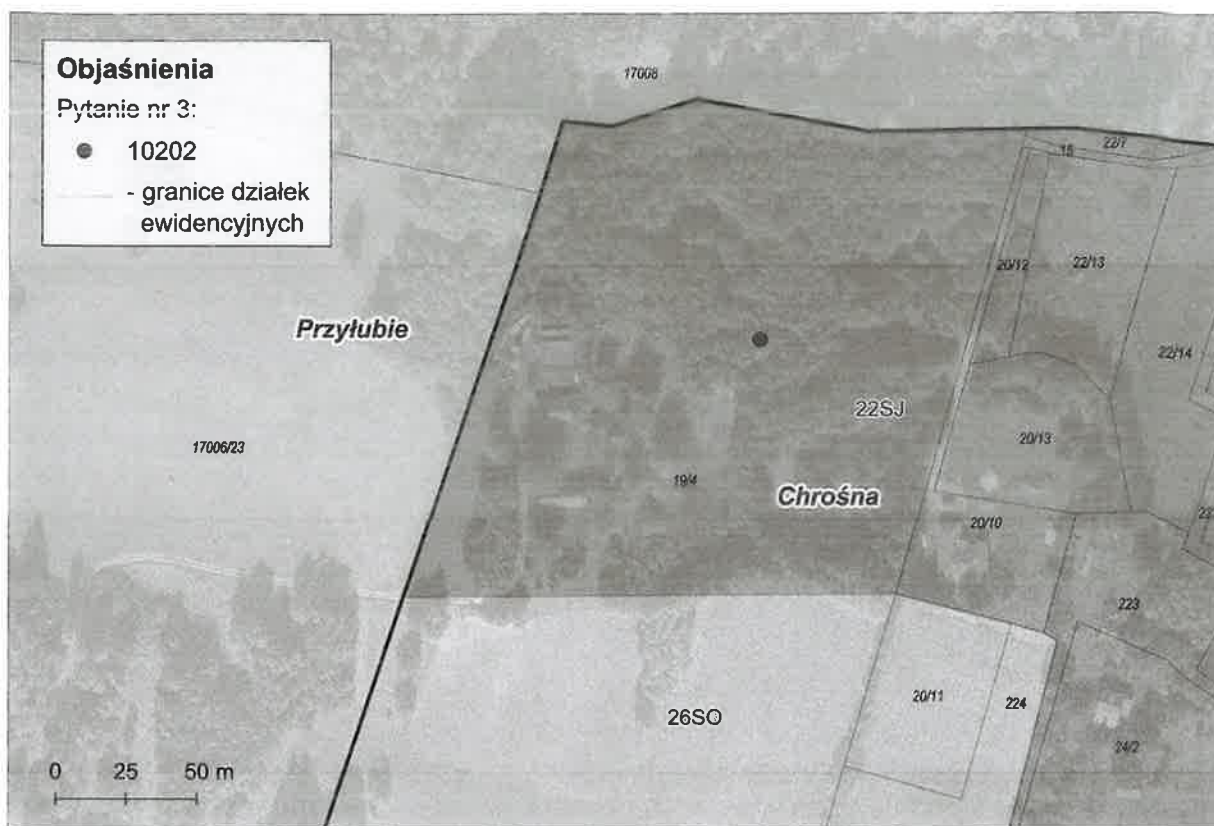 Objaśnienia
Pytanie nr 3:
10202
- granice działek
ewidencyjnych
17008
15
22/7
20/12
22/13
Przyłubie
22/14
22SJ
17006/23
20/13
19/4
Chrośna
20/10
223
26SO
20/11
224
24/2
0 25 50 m